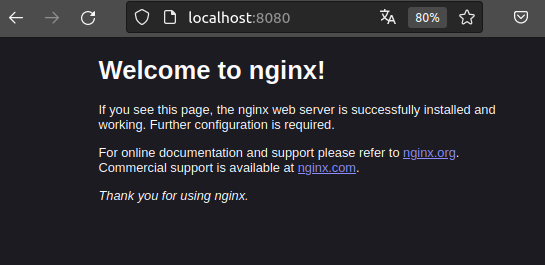 localhost:8080
80%
Welcome to nginx!
If you see this page, the nginx web server is successfully installed and
working. Further configuration is required.
For online documentation and support please refer to nginx.org.
Commercial support is available at nginx.com.
Thank you for using nginx.